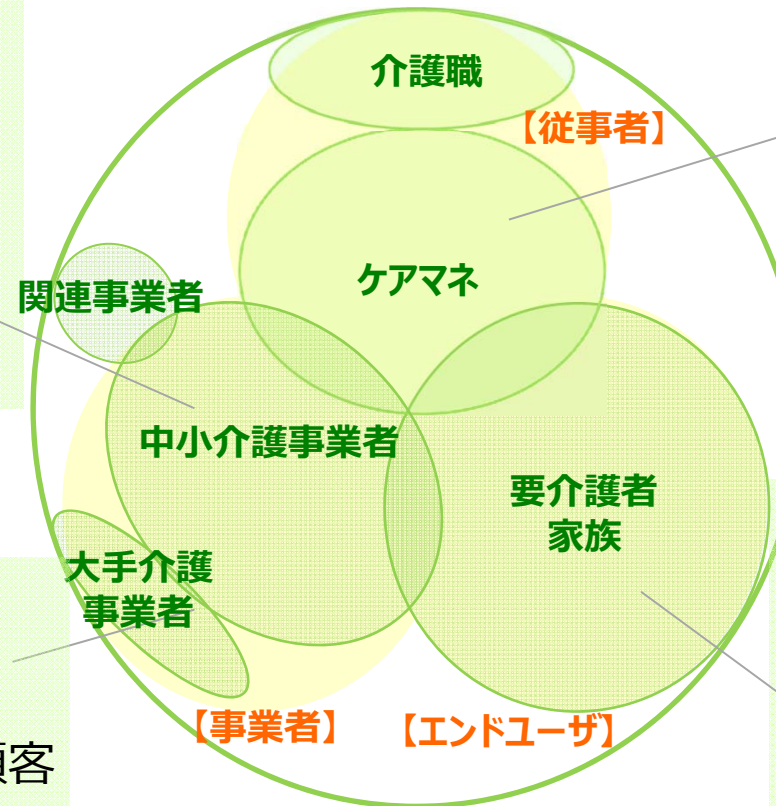 介護職
【従事者】
ケアマネ
関連事業者
中小介護事業者
要介護者
家族
大手介護
事業者
【事業者】
【エンドユーザ】
顧客